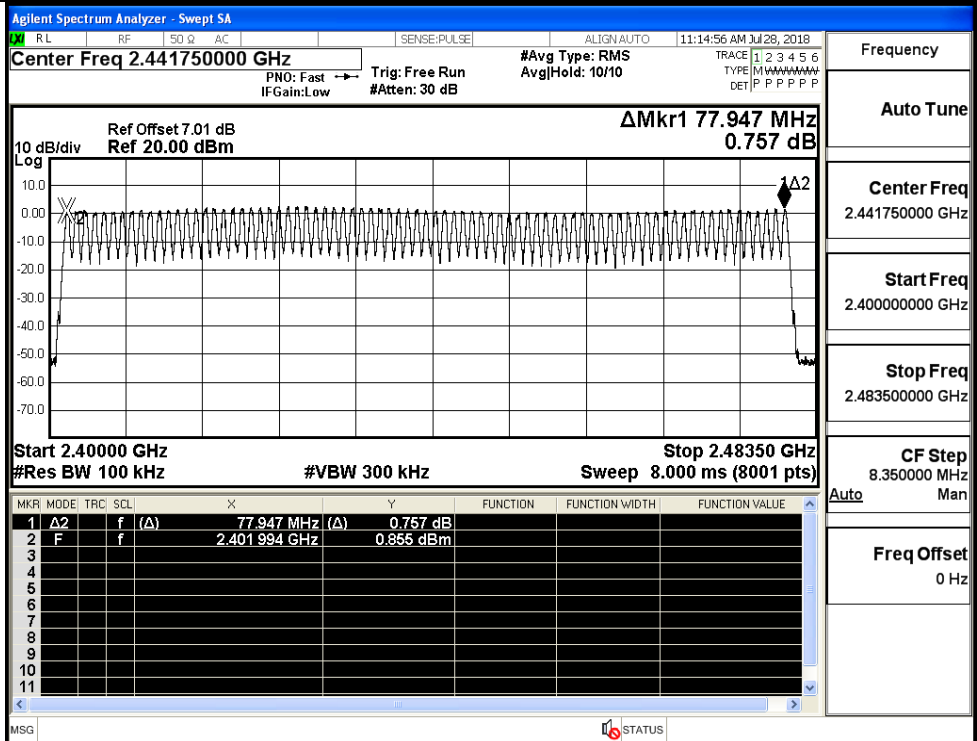 Agilent Spectrum Analyzer - Swept SA
LXI RL RF 50 Ω AC SENSE:PULSE ALIGN AUTO 11:14:56 AM Jul 28, 2018
Center Freq 2.441750000 GHz
PNO: Fast
IFGain:Low
Trig: Free Run
#Atten: 30 dB
#Avg Type: RMS
Avg|Hold: 10/10
TRACE 1 2 3 4 5 6
TYPE M WWWWW
DET P P P P P P
ΔMkr1 77.947 MHz
0.757 dB
Ref Offset 7.01 dB
10 dB/div Ref 20.00 dBm
Log
10.0
0.00
-10.0
-20.0
-30.0
-40.0
-50.0
-60.0
-70.0
2
1Δ2
Start 2.40000 GHz Stop 2.48350 GHz
#Res BW 100 kHz #VBW 300 kHz Sweep 8.000 ms (8001 pts)
MKR MODE TRC SCL X Y FUNCTION FUNCTION WIDTH FUNCTION VALUE
1 Δ2 f (Δ) 77.947 MHz (Δ) 0.757 dB
2 F f 2.401 994 GHz 0.855 dBm
3
4
5
6
7
8
9
10
11
MSG STATUS
Frequency
Auto Tune
Center Freq
2.441750000 GHz
Start Freq
2.400000000 GHz
Stop Freq
2.483500000 GHz
CF Step
8.350000 MHz
Auto Man
Freq Offset
0 Hz